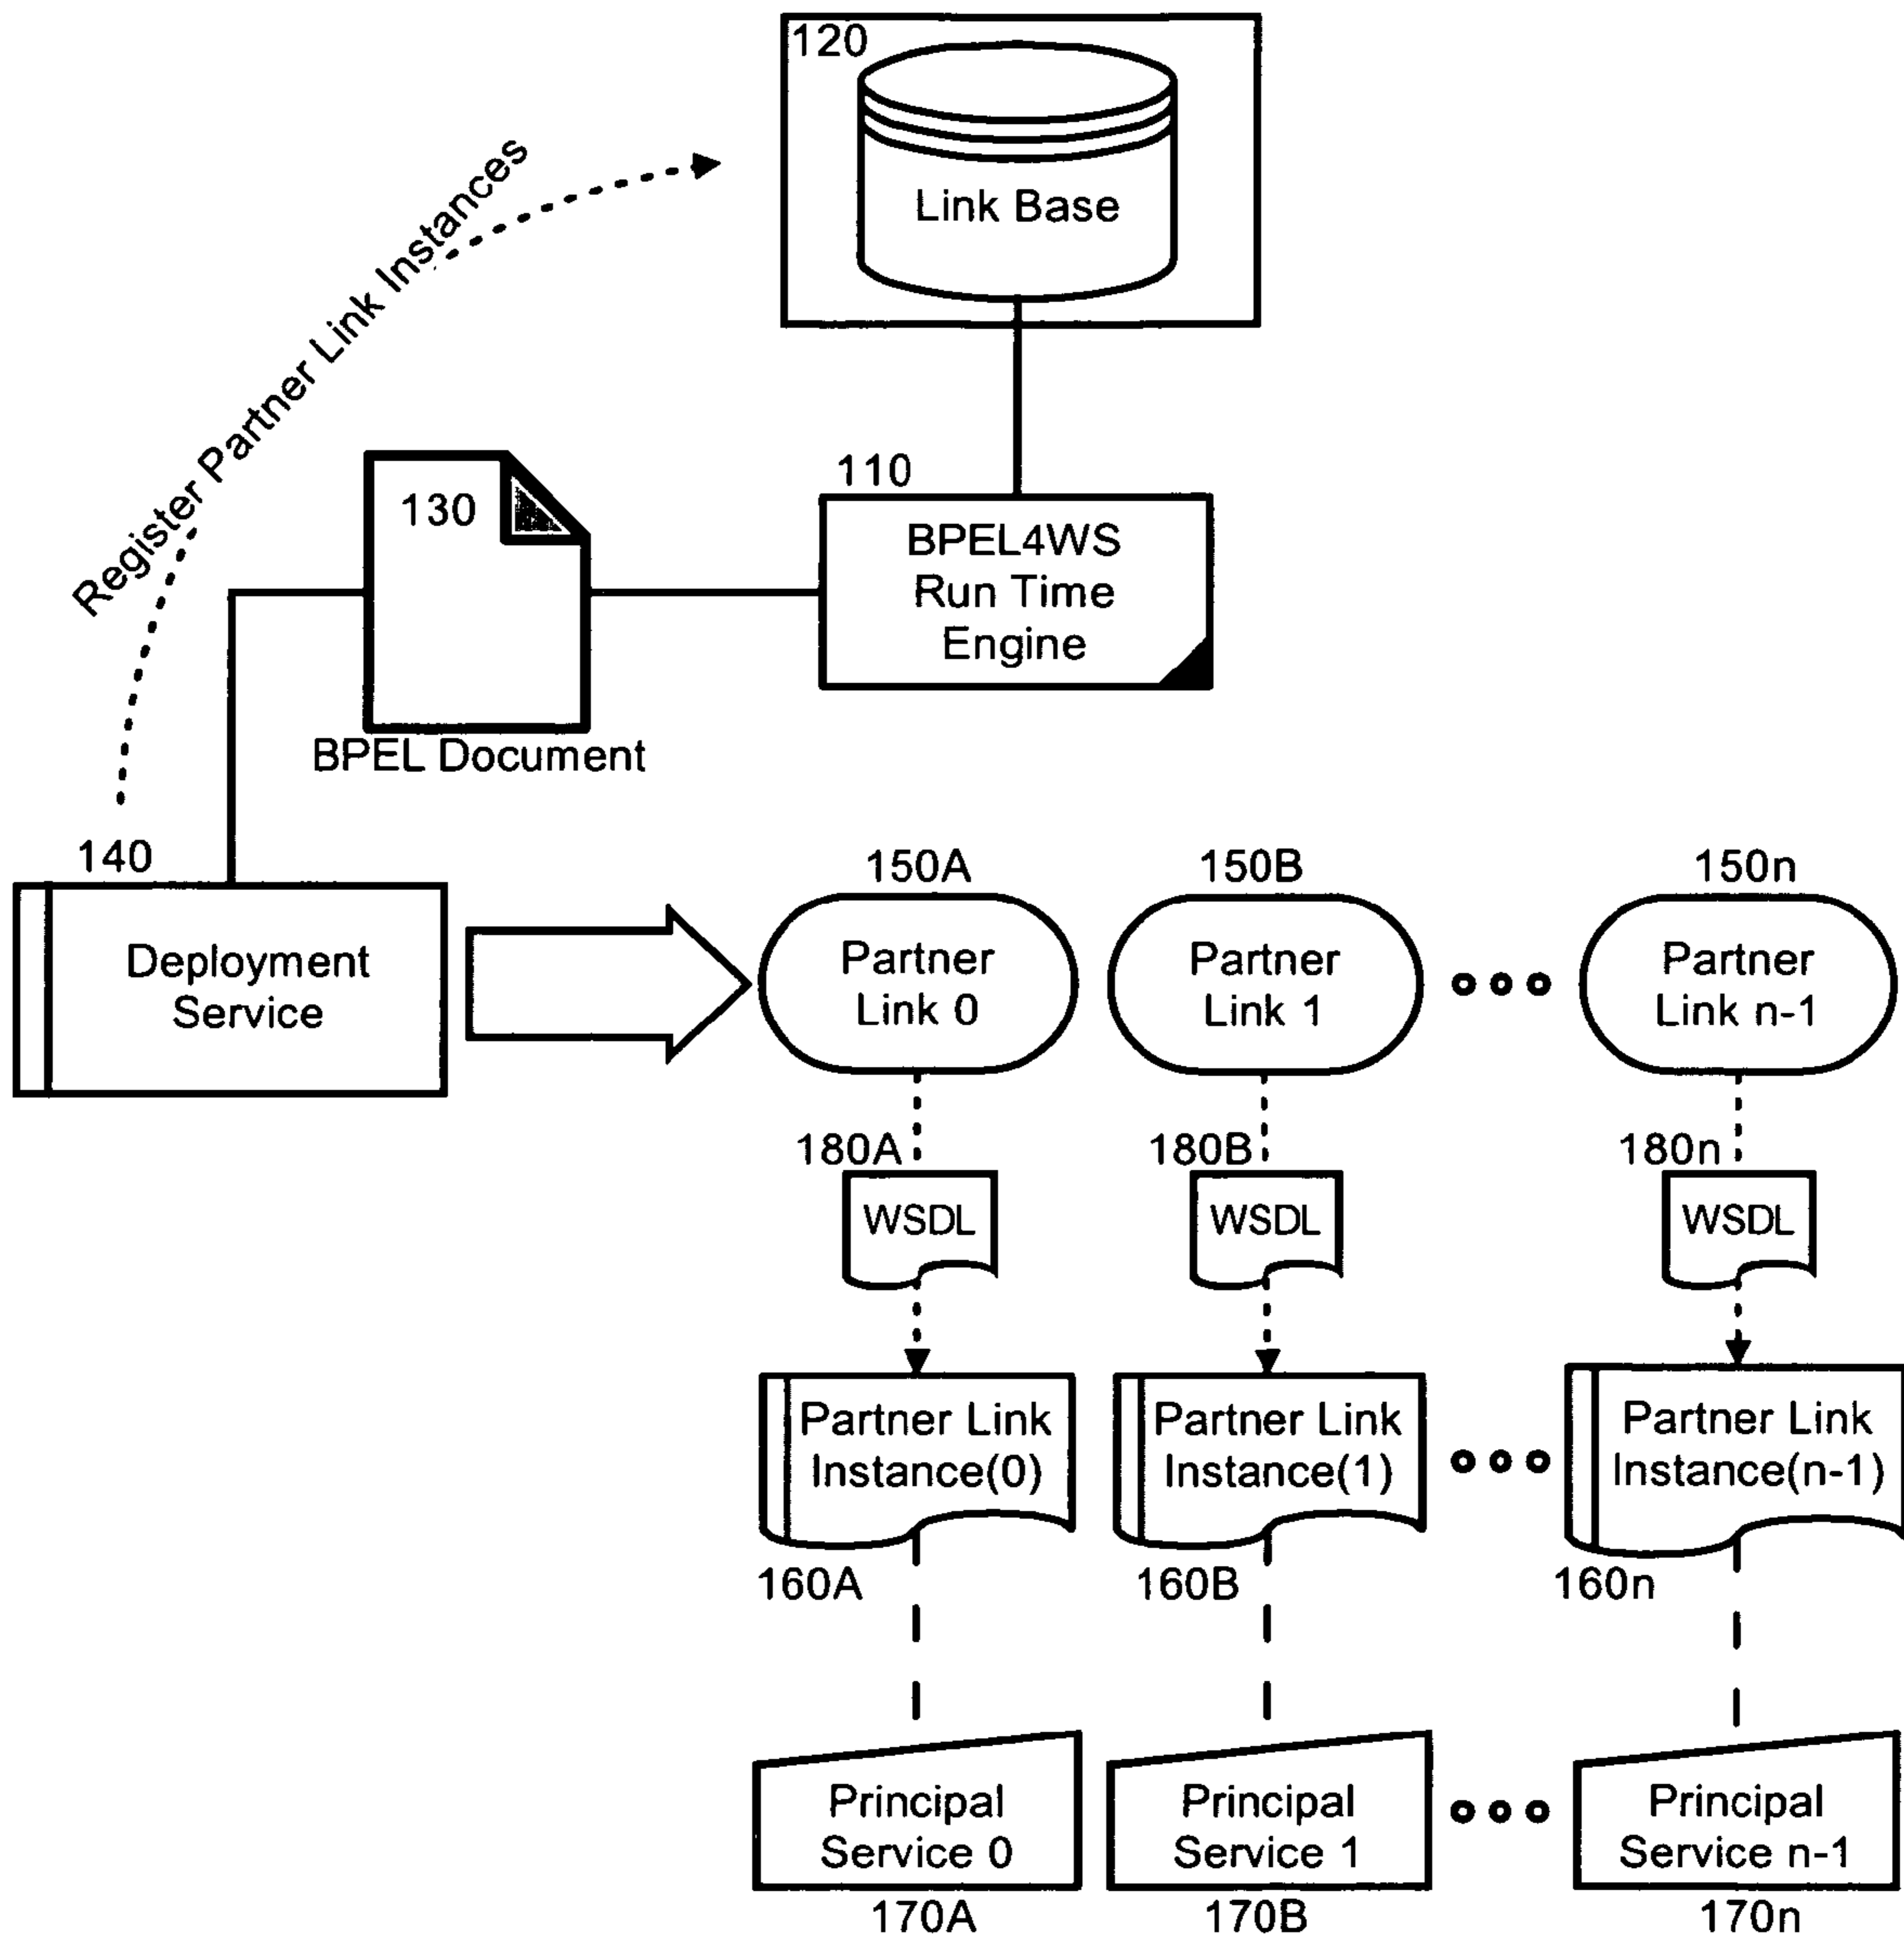 120
Link Base
Register Partner Link Instances
110
130
BPEL4WS
Run Time
Engine
BPEL Document
140
150A
150B
150n
Deployment
Service
Partner
Link 0
Partner
Link 1
Partner
Link n-1
180A
180B
180n
WSDL
WSDL
WSDL
Partner Link
Instance(0)
Partner Link
Instance(1)
Partner Link
Instance(n-1)
160A
160B
160n
Principal
Service 0
Principal
Service 1
Principal
Service n-1
170A
170B
170n